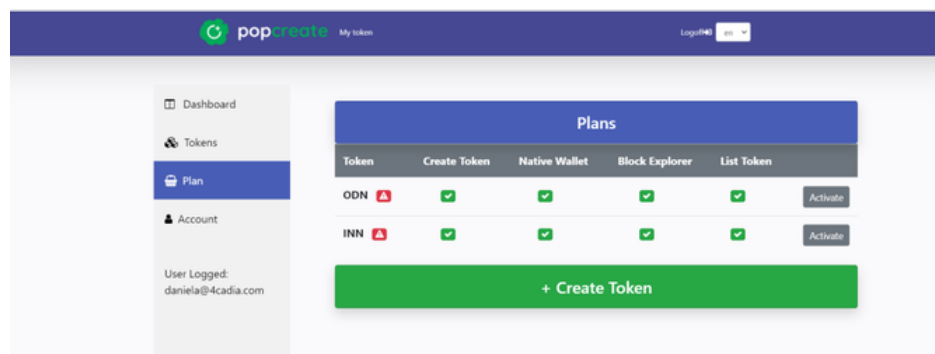 popcreate My token Logoff en
Dashboard
Tokens
Plan
Account
User Logged:
daniela@4cadia.com
Plans
Token Create Token Native Wallet Block Explorer List Token
ODN Activate
INN Activate
+ Create Token